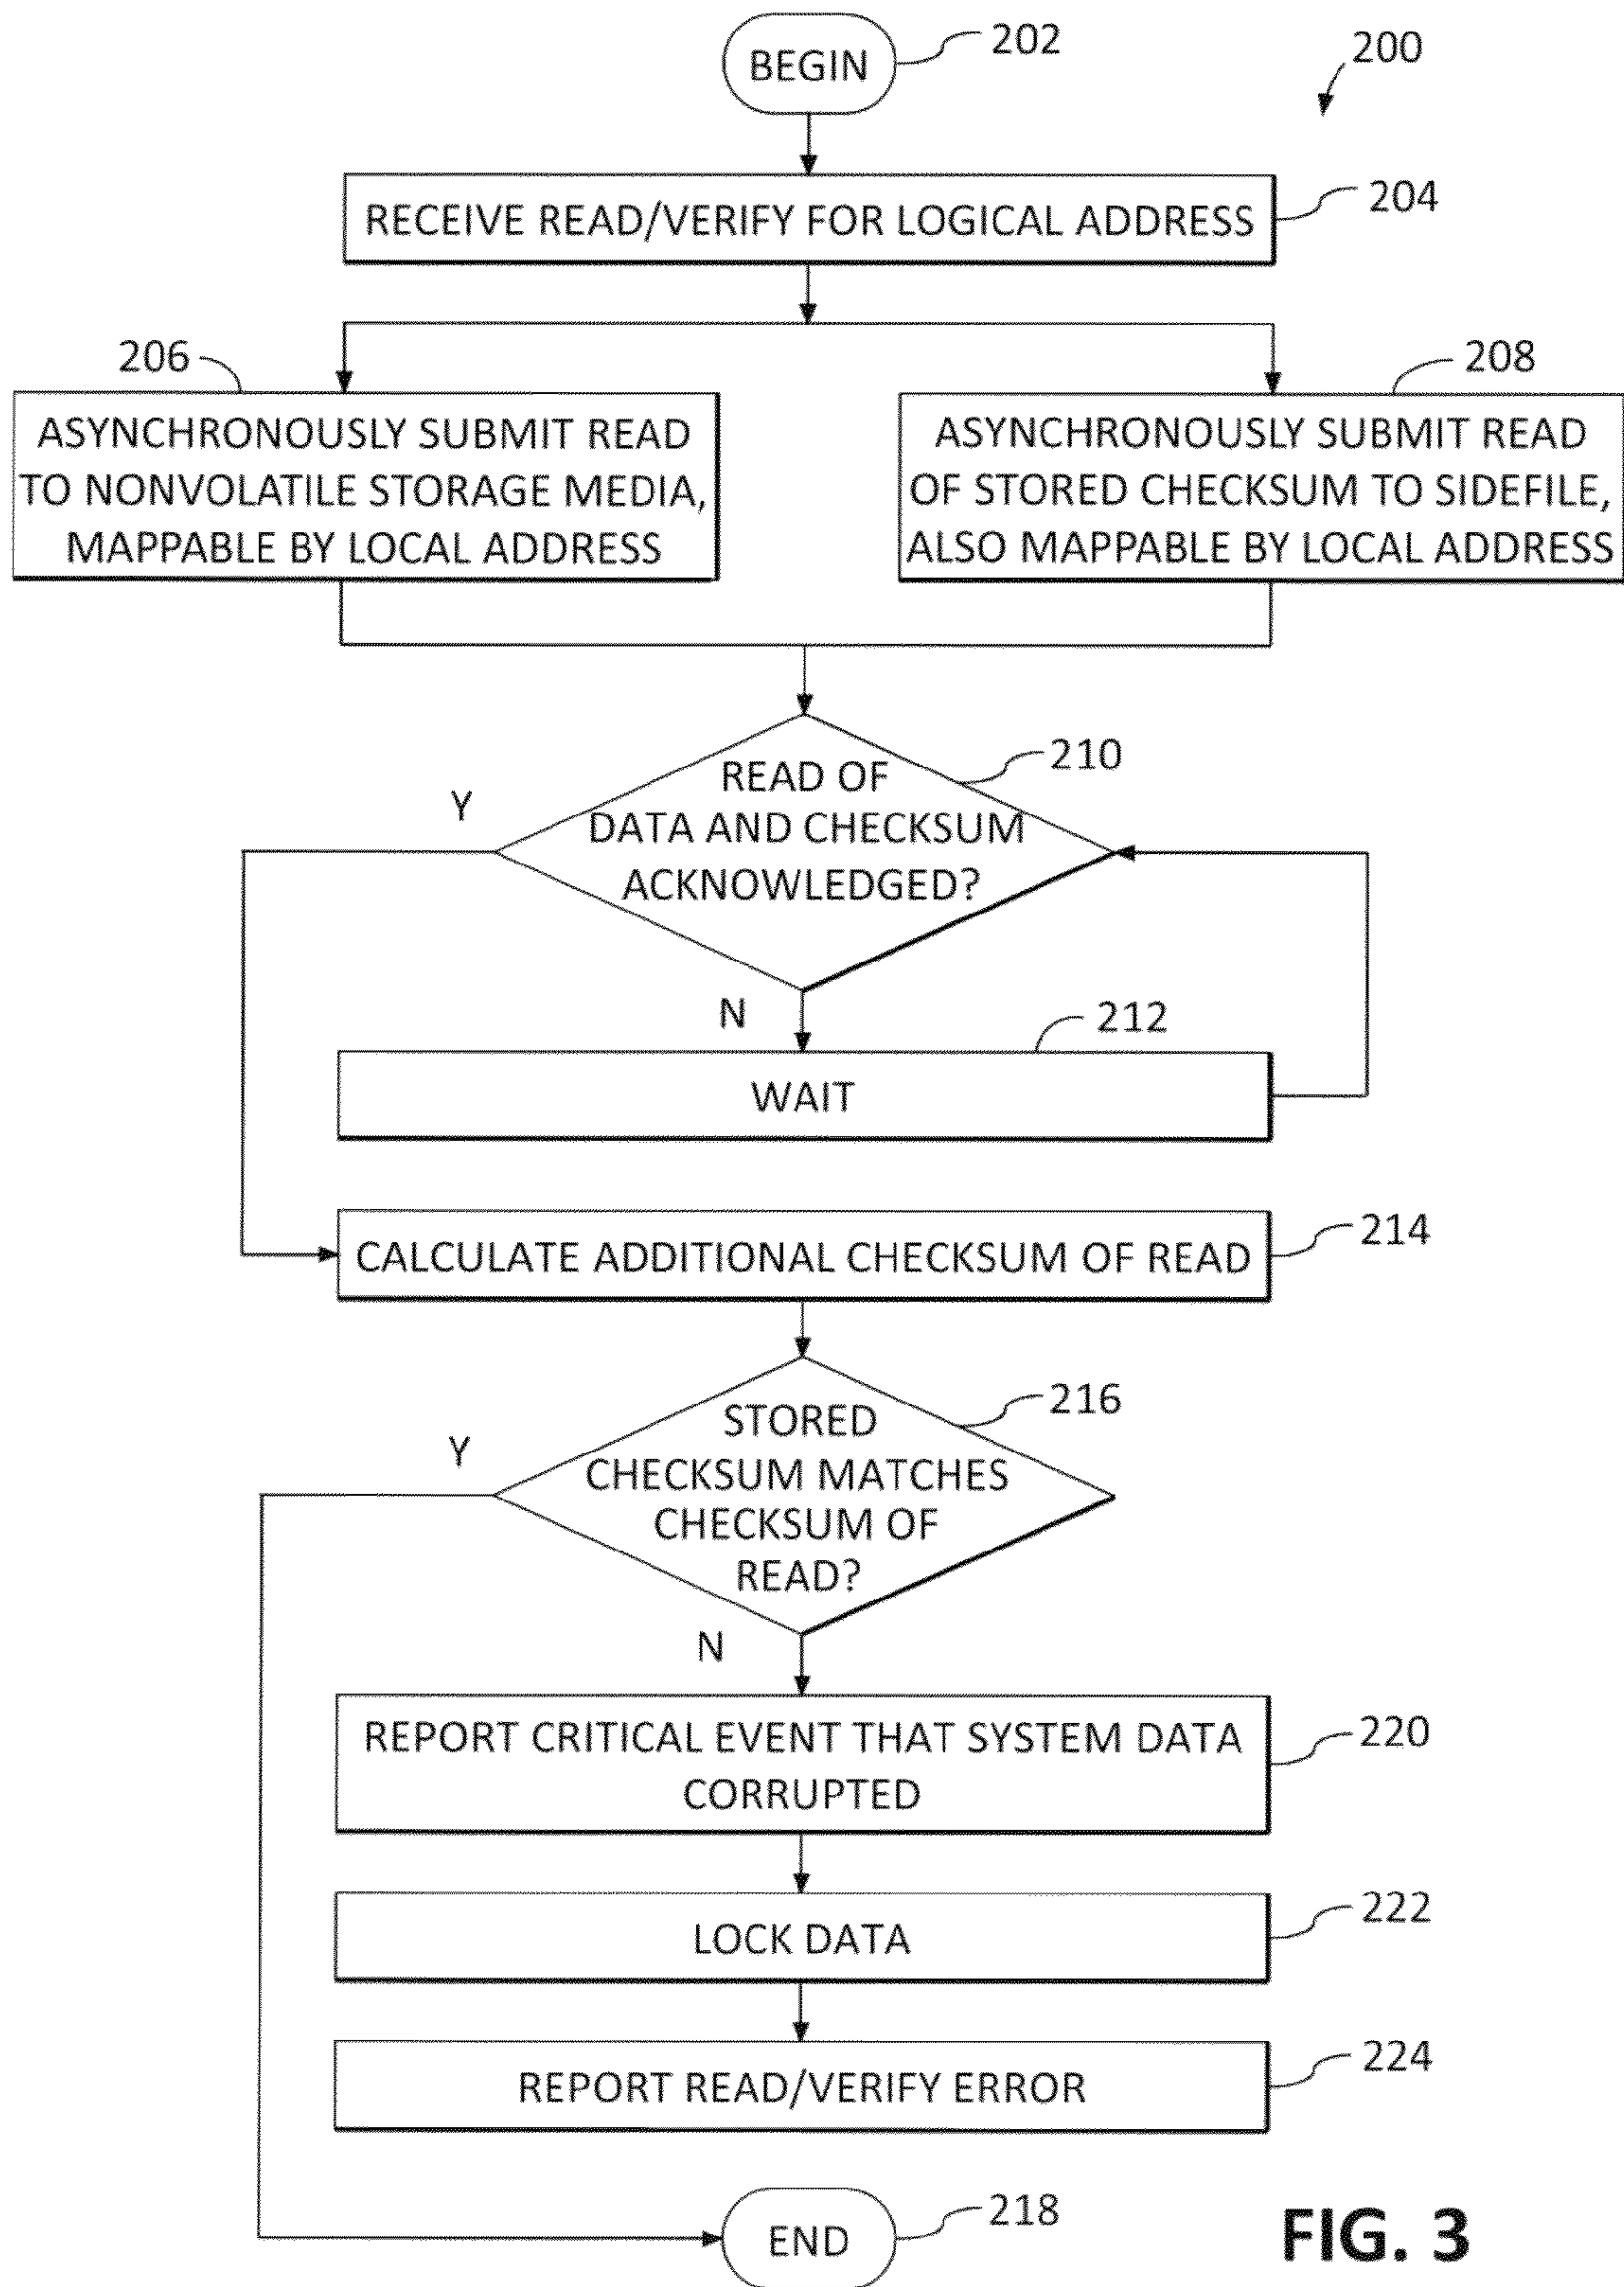 BEGIN
202
200
RECEIVE READ/VERIFY FOR LOGICAL ADDRESS
204
206
208
ASYNCHRONOUSLY SUBMIT READ
TO NONVOLATILE STORAGE MEDIA,
MAPPABLE BY LOCAL ADDRESS
ASYNCHRONOUSLY SUBMIT READ
OF STORED CHECKSUM TO SIDEFILE,
ALSO MAPPABLE BY LOCAL ADDRESS
210
Y
READ OF
DATA AND CHECKSUM
ACKNOWLEDGED?
N
212
WAIT
CALCULATE ADDITIONAL CHECKSUM OF READ
214
216
Y
STORED
CHECKSUM MATCHES
CHECKSUM OF
READ?
N
REPORT CRITICAL EVENT THAT SYSTEM DATA
CORRUPTED
220
LOCK DATA
222
REPORT READ/VERIFY ERROR
224
END
218
FIG. 3